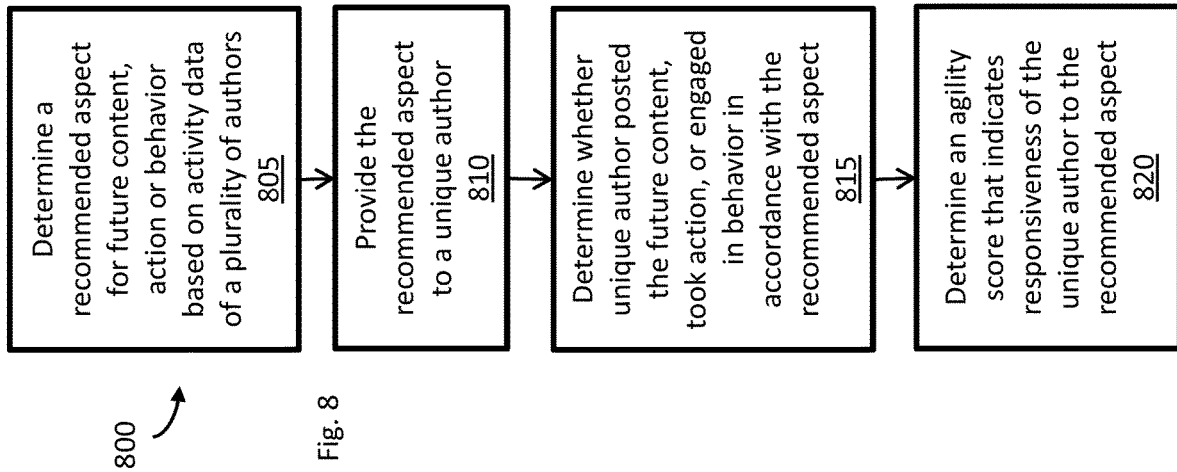 800
Determine a
recommended aspect
for future content,
action or behavior
based on activity data
of a plurality of authors
805
Provide the
recommended aspect
to a unique author
810
Determine whether
unique author posted
the future content,
took action, or engaged
in behavior in
accordance with the
recommended aspect
815
Determine an agility
score that indicates
responsiveness of the
unique author to the
recommended aspect
820
Fig. 8